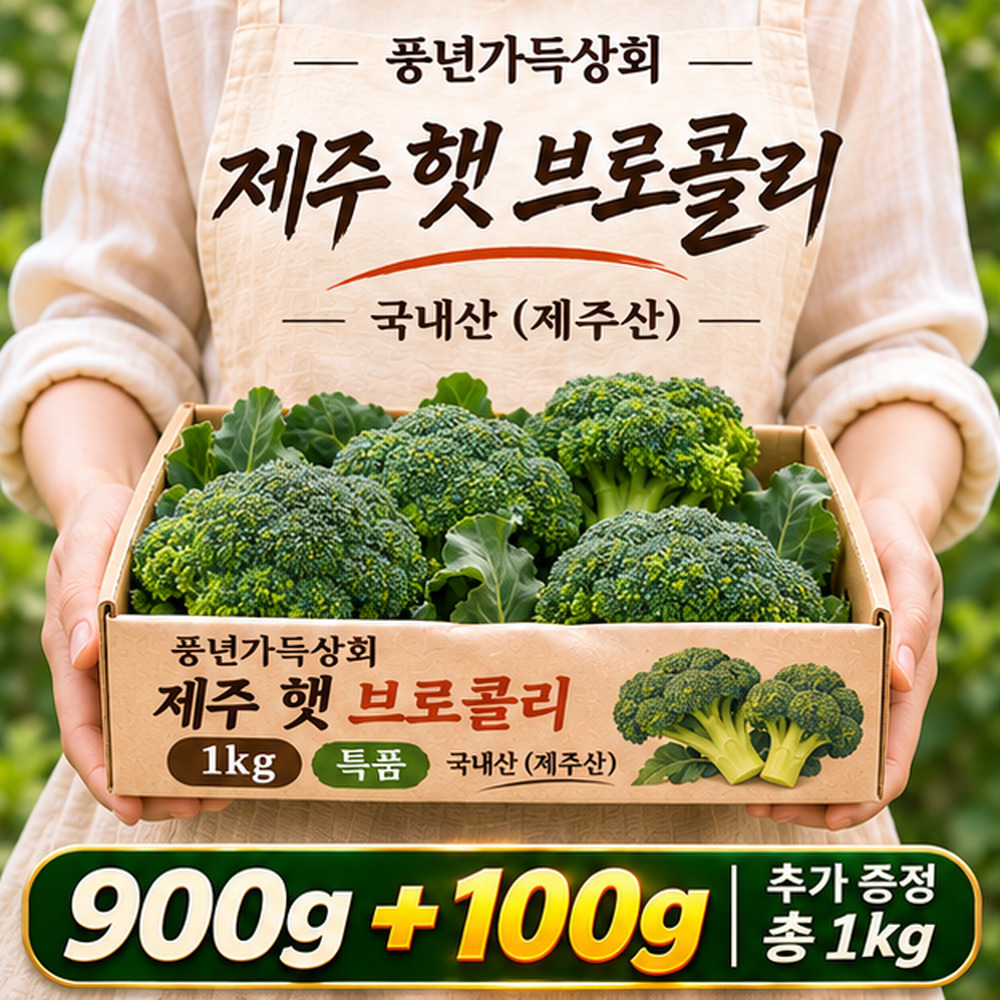 풍년가득상회
제주 햇 브로콜리
국내산 (제주산)
풍년가득상회
제주 햇 브로콜리
1kg 특품 국내산 (제주산)
900g + 100g
추가 증정
총 1kg